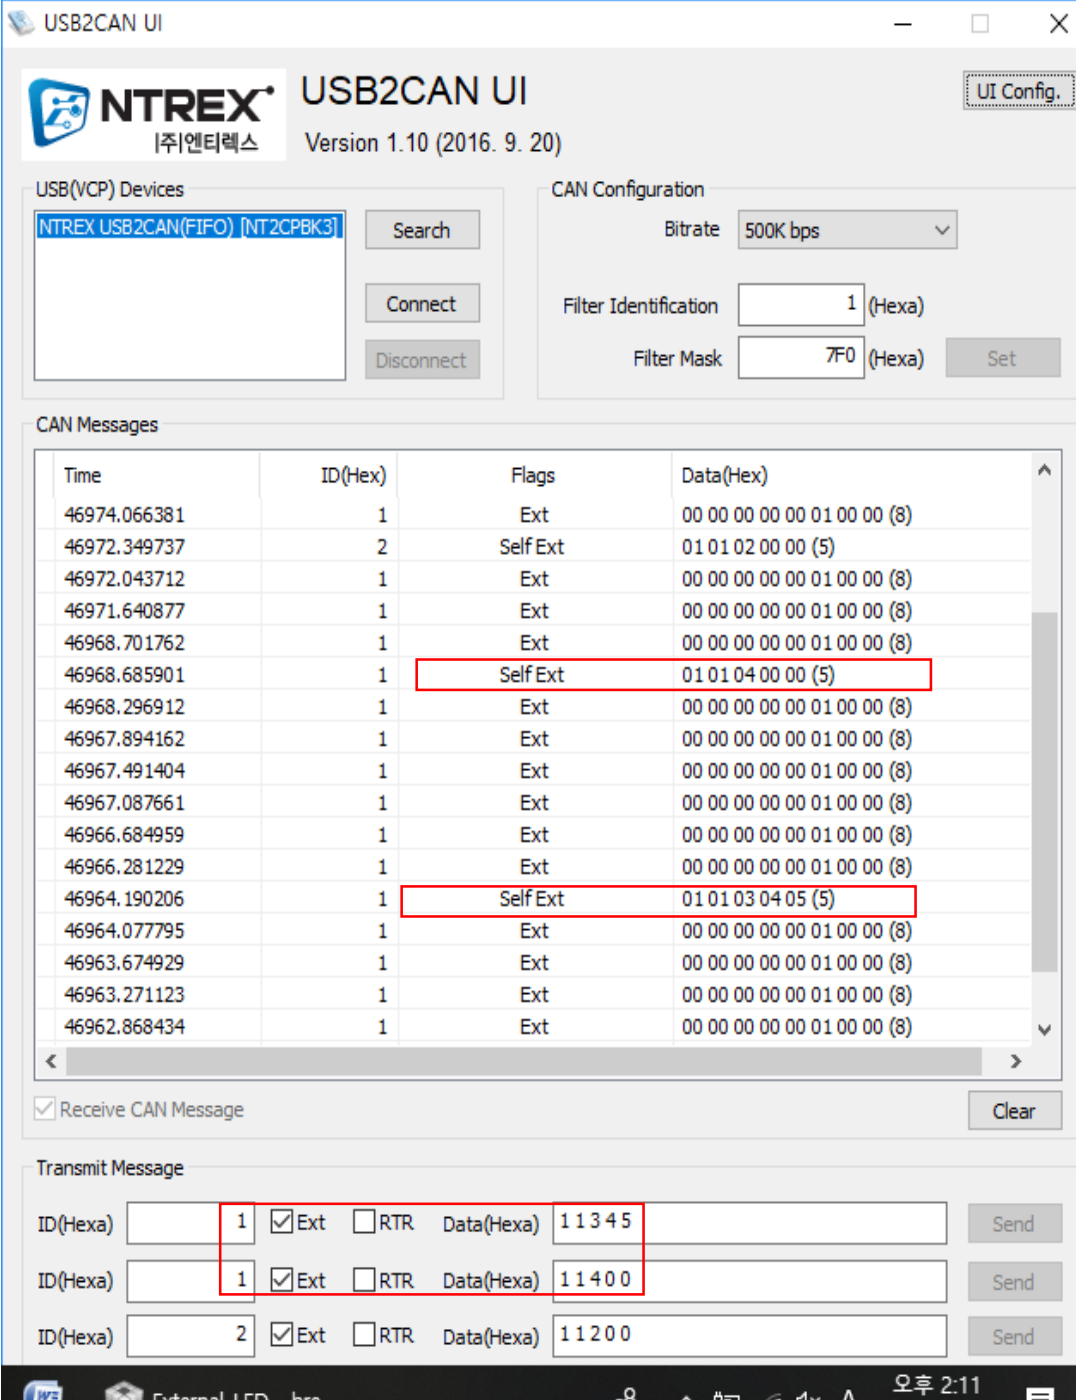 USB2CAN UI
NTREX
|주|엔티렉스
USB2CAN UI
Version 1.10 (2016. 9. 20)
UI Config.
USB(VCP) Devices
NTREX USB2CAN(FIFO) [NT2CPBK3]
Search
Connect
Disconnect
CAN Configuration
Bitrate 500K bps
Filter Identification 1 (Hexa)
Filter Mask 7F0 (Hexa) Set
CAN Messages
Time ID(Hex) Flags Data(Hex)
46974.066381 1 Ext 00 00 00 00 00 01 00 00 (8)
46972.349737 2 Self Ext 01 01 02 00 00 (5)
46972.043712 1 Ext 00 00 00 00 00 01 00 00 (8)
46971.640877 1 Ext 00 00 00 00 00 01 00 00 (8)
46968.701762 1 Ext 00 00 00 00 00 01 00 00 (8)
46968.685901 1 Self Ext 01 01 04 00 00 (5)
46968.296912 1 Ext 00 00 00 00 00 01 00 00 (8)
46967.894162 1 Ext 00 00 00 00 00 01 00 00 (8)
46967.491404 1 Ext 00 00 00 00 00 01 00 00 (8)
46967.087661 1 Ext 00 00 00 00 00 01 00 00 (8)
46966.684959 1 Ext 00 00 00 00 00 01 00 00 (8)
46966.281229 1 Ext 00 00 00 00 00 01 00 00 (8)
46964.190206 1 Self Ext 01 01 03 04 05 (5)
46964.077795 1 Ext 00 00 00 00 00 01 00 00 (8)
46963.674929 1 Ext 00 00 00 00 00 01 00 00 (8)
46963.271123 1 Ext 00 00 00 00 00 01 00 00 (8)
46962.868434 1 Ext 00 00 00 00 00 01 00 00 (8)
Receive CAN Message
Clear
Transmit Message
ID(Hexa) 1 Ext RTR Data(Hexa) 1 1 3 4 5 Send
ID(Hexa) 1 Ext RTR Data(Hexa) 1 1 4 0 0 Send
ID(Hexa) 2 Ext RTR Data(Hexa) 1 1 2 0 0 Send
오후 2:11